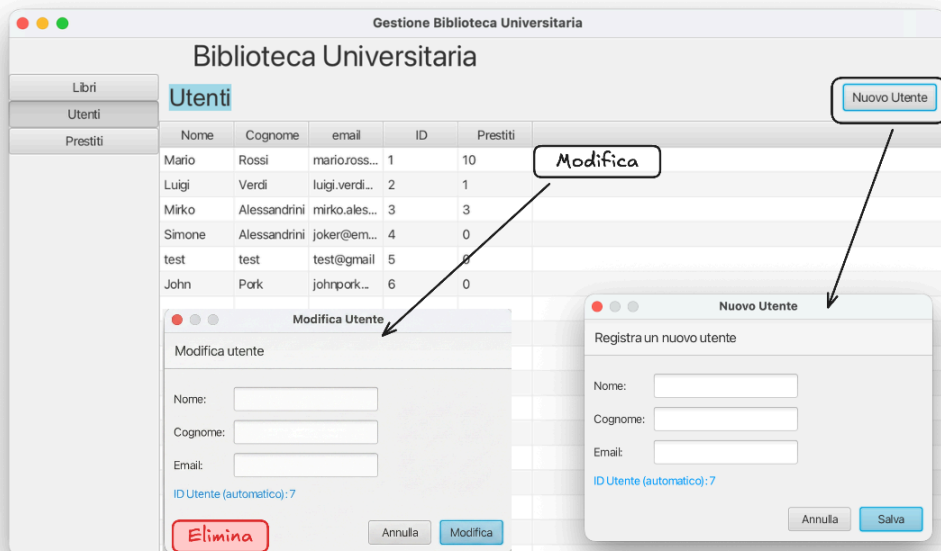 Gestione Biblioteca Universitaria
Biblioteca Universitaria
Libri
Utenti
Prestiti
Utenti
Nuovo Utente
Nome Cognome email ID Prestiti
Mario Rossi mario.ross... 1 10
Luigi Verdi luigi.verdi... 2 1
Mirko Alessandrini mirko.ales... 3 3
Simone Alessandrini joker@em... 4 0
test test test@gmail 5 0
John Pork johnpork... 6 0
Modifica
Modifica Utente
Modifica utente
Nome:
Cognome:
Email:
ID Utente (automatico): 7
Elimina
Annulla
Modifica
Nuovo Utente
Registra un nuovo utente
Nome:
Cognome:
Email:
ID Utente (automatico): 7
Annulla
Salva